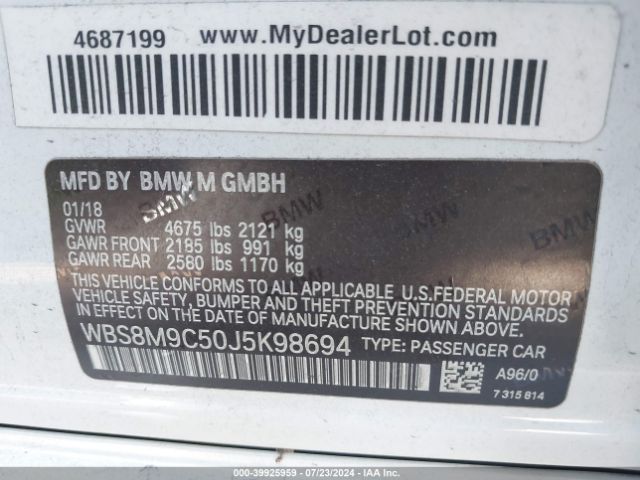 4687199 www.MyDealerLot.com
MFD BY BMW M GMBH
01/18
GVWR 4675 lbs 2121 kg
GAWR FRONT 2185 lbs 991 kg
GAWR REAR 2580 lbs 1170 kg
THIS VEHICLE CONFORMS TO ALL APPLICABLE U.S.FEDERAL MOTOR
VEHICLE SAFETY, BUMPER AND THEFT PREVENTION STANDARDS
IN EFFECT ON THE DATE OF MANUFACTURE SHOWN ABOVE.
WBS8M9C50J5K98694 TYPE: PASSENGER CAR
A96/0
7 315 814
BMW
BMW
BMW
000-39925959 - 07/23/2024 - IAA Inc.